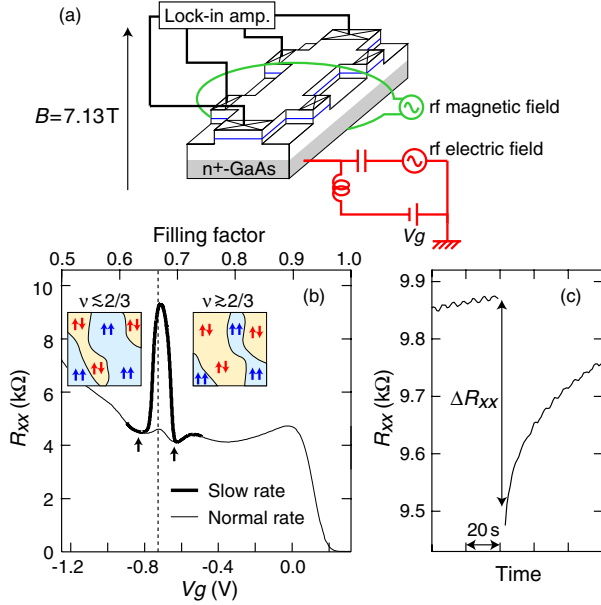 (a)
Lock-in amp.
B=7.13T
rf magnetic field
rf electric field
n+-GaAs
Vg
Filling factor
0.5 0.6 0.7 0.8 0.9 1.0
(b)
ν≲2/3
ν≳2/3
10
8
6
4
2
0
Rxx (kΩ)
Slow rate
Normal rate
-1.2 -0.8 -0.4 0.0
Vg (V)
(c)
9.9
9.8
9.7
9.6
9.5
Rxx (kΩ)
ΔRxx
20 s
Time